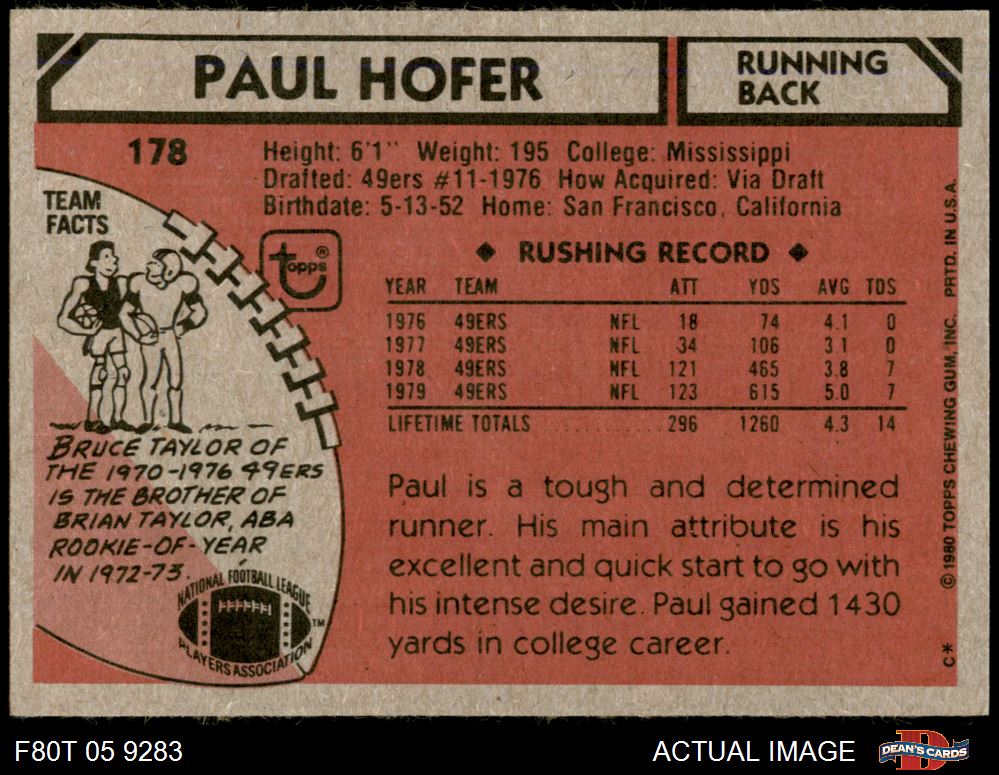 PAUL HOFER
RUNNING
BACK
178
Height: 6'1" Weight: 195 College: Mississippi
Drafted: 49ers #11-1976 How Acquired: Via Draft
Birthdate: 5-13-52 Home: San Francisco, California
TEAM
FACTS
topps®
BRUCE TAYLOR OF
THE 1970-1976 49ERS
IS THE BROTHER OF
BRIAN TAYLOR, ABA
ROOKIE-OF-YEAR
IN 1972-73.
NATIONAL FOOTBALL LEAGUE
PLAYERS ASSOCIATION
TM
◆ RUSHING RECORD ◆
YEAR TEAM ATT YDS AVG TDS
1976 49ERS NFL 18 74 4.1 0
1977 49ERS NFL 34 106 3.1 0
1978 49ERS NFL 121 465 3.8 7
1979 49ERS NFL 123 615 5.0 7
LIFETIME TOTALS .............. 296 1260 4.3 14
Paul is a tough and determined
runner. His main attribute is his
excellent and quick start to go with
his intense desire. Paul gained 1430
yards in college career.
C* © 1980 TOPPS CHEWING GUM, INC. PRTD. IN U.S.A.
F80T 05 9283
ACTUAL IMAGE
D
DEAN'S CARDS